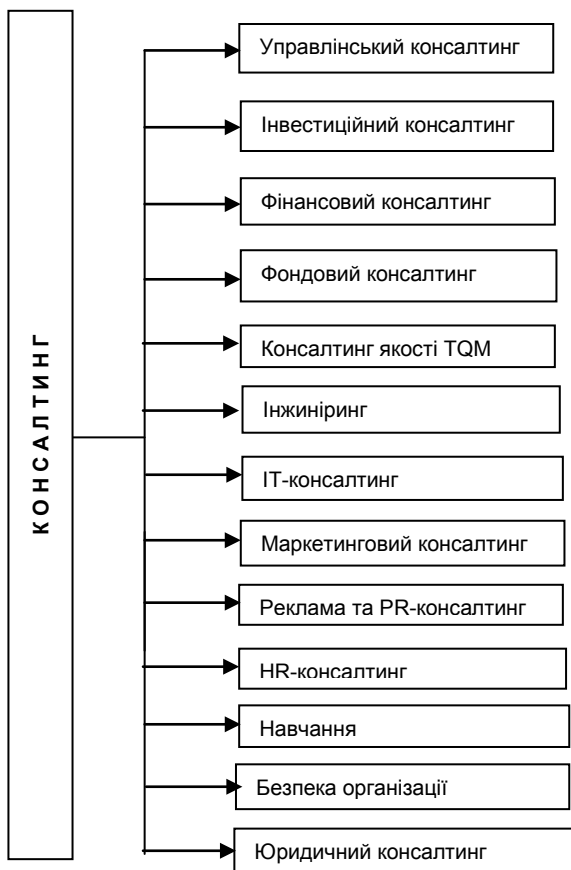 КОНСАЛТИНГ
Управлінський консалтинг
Інвестиційний консалтинг
Фінансовий консалтинг
Фондовий консалтинг
Консалтинг якості TQM
Інжиніринг
ІТ-консалтинг
Маркетинговий консалтинг
Реклама та PR-консалтинг
HR-консалтинг
Навчання
Безпека організації
Юридичний консалтинг